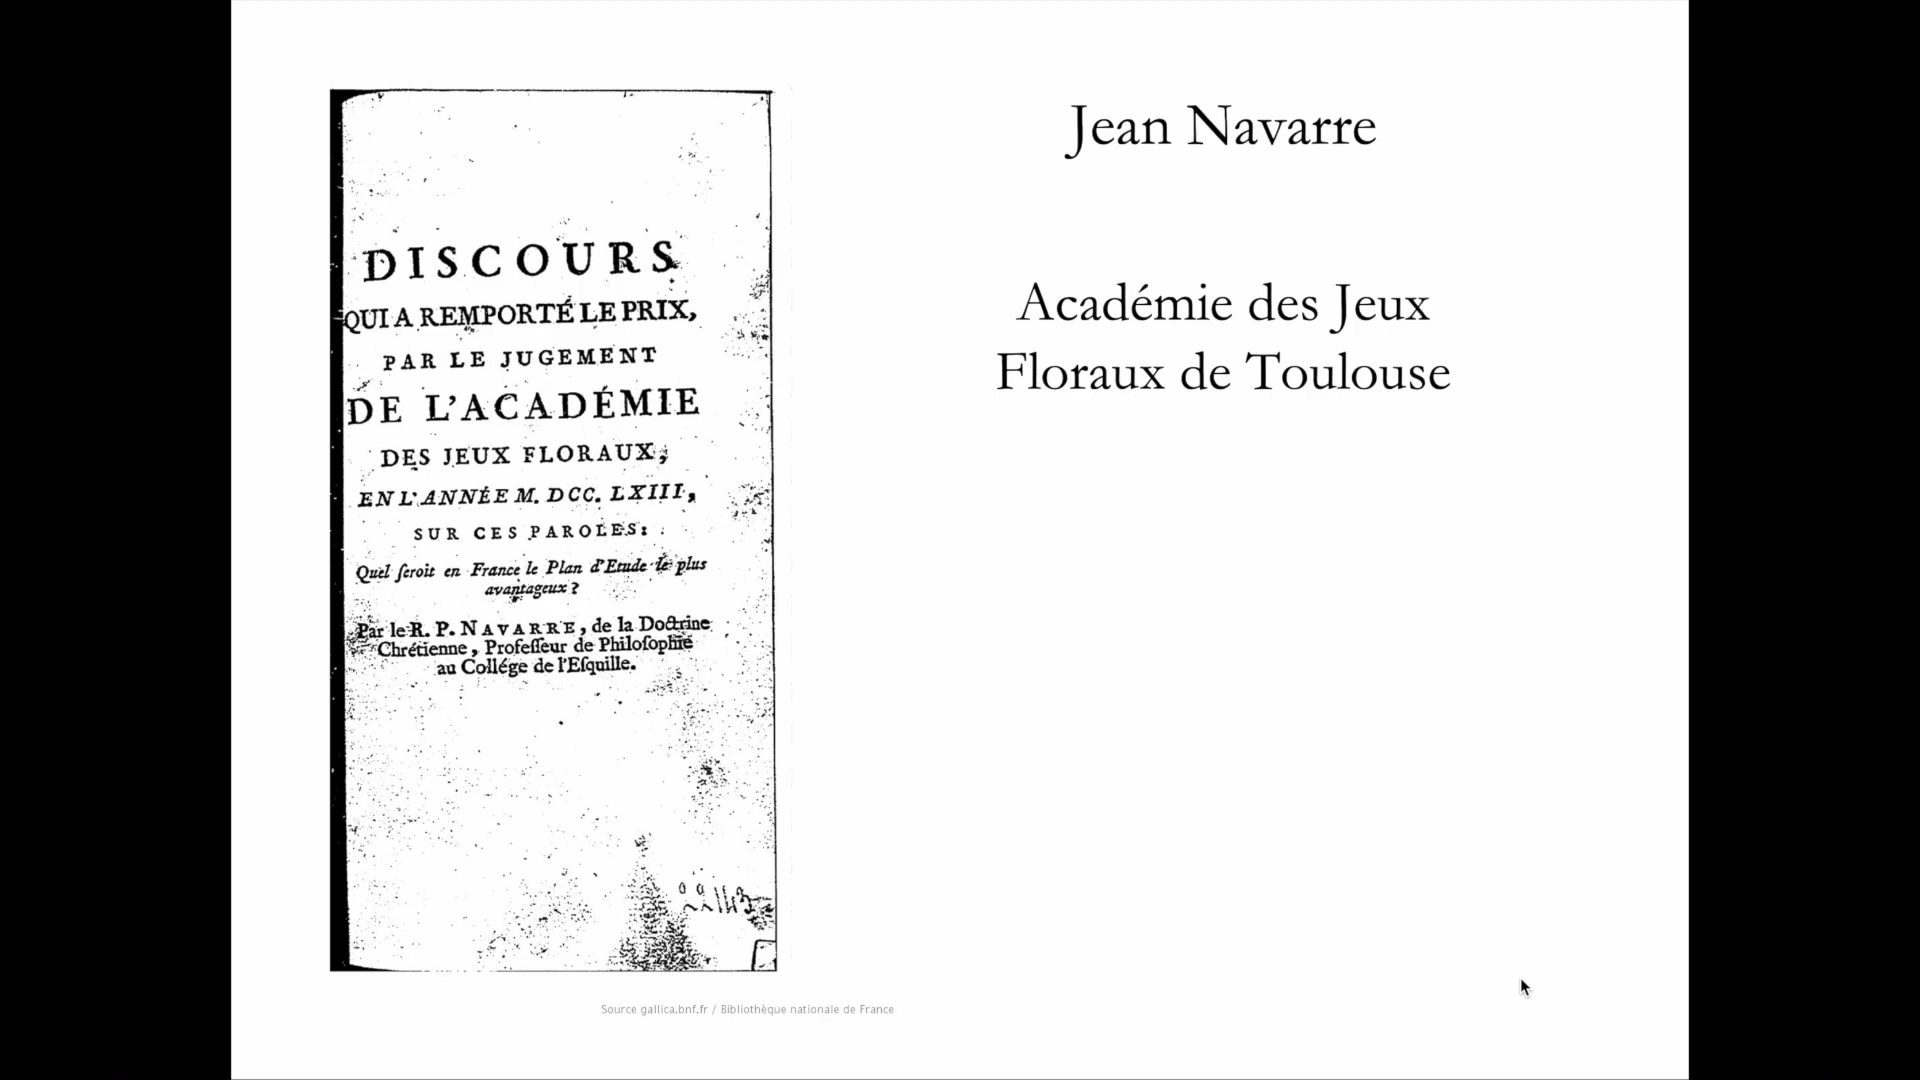 DISCOURS
QUI A REMPORTÉ LE PRIX,
PAR LE JUGEMENT
DE L'ACADÉMIE
DES JEUX FLORAUX,
EN L'ANNÉE M. DCC. LXIII,
SUR CES PAROLES:
Quel ſeroit en France le Plan d'Etude le plus
avantageux?
Par le R. P. NAVARRE, de la Doctrine
Chrétienne, Profeſſeur de Philoſophie
au Collége de l'Eſquille.
Source gallica.bnf.fr / Bibliothèque nationale de France
Jean Navarre
Académie des Jeux
Floraux de Toulouse